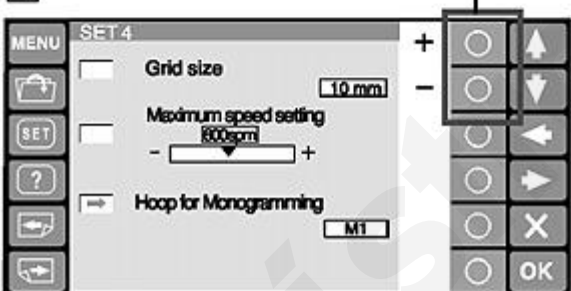 MENU
SET 4
+
Grid size
10 mm
−
Maximum speed setting
SET
800spm
- +
?
Hoop for Monogramming
M1
OK